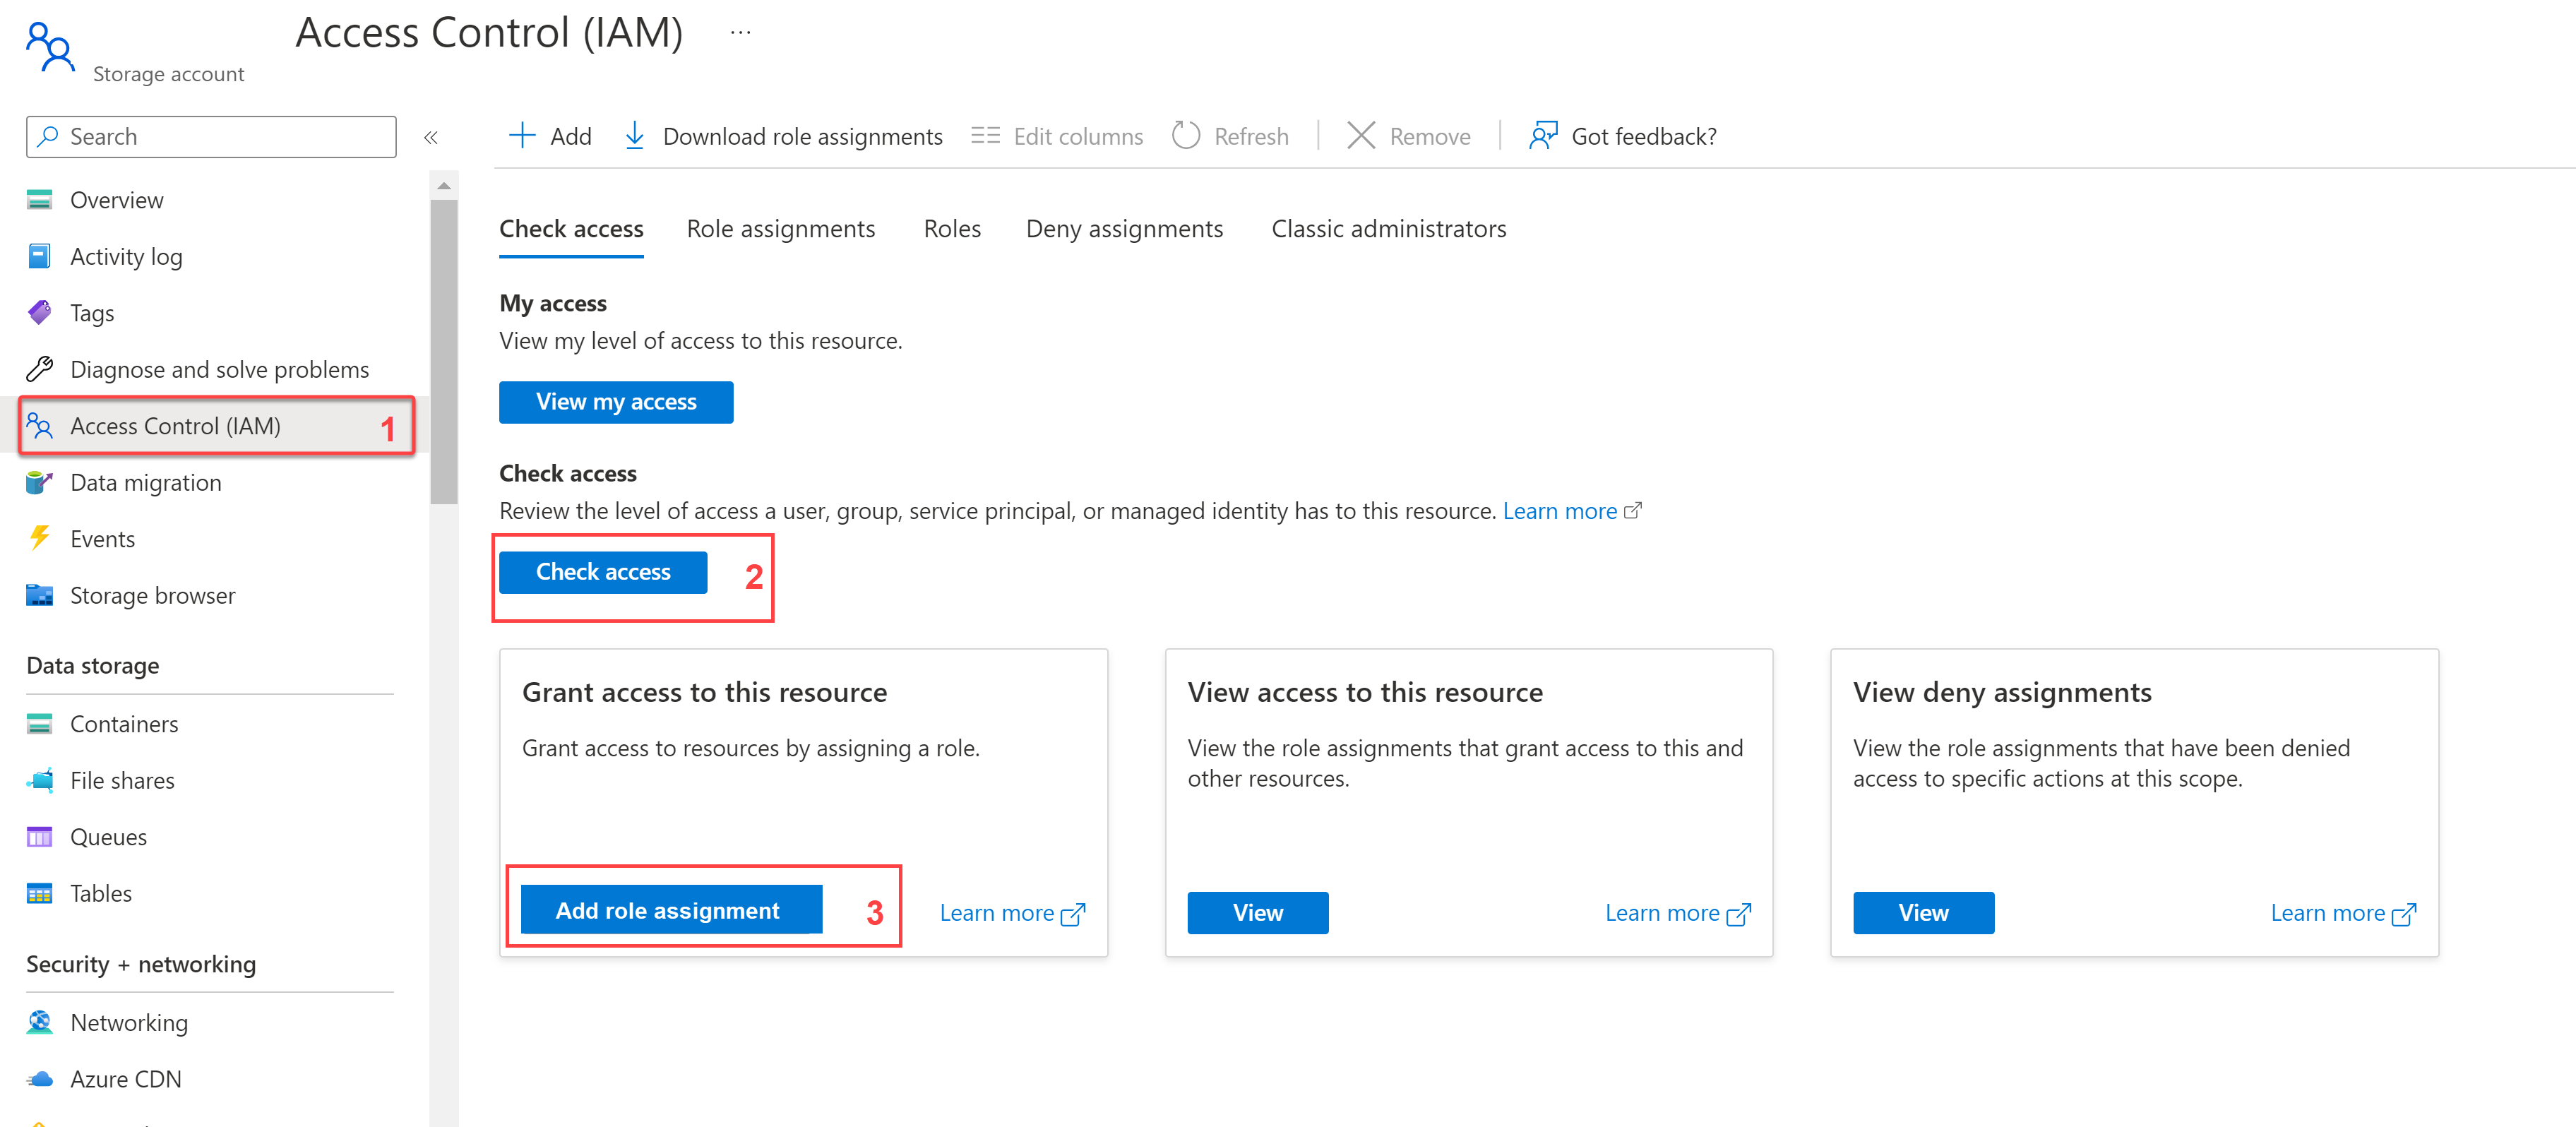 Access Control (IAM) ...
Storage account
Search
«
Add
Download role assignments
Edit columns
Refresh
Remove
Got feedback?
Overview
Activity log
Tags
Diagnose and solve problems
Access Control (IAM) 1
Data migration
Events
Storage browser
Data storage
Containers
File shares
Queues
Tables
Security + networking
Networking
Azure CDN
Check access
Role assignments
Roles
Deny assignments
Classic administrators
My access
View my level of access to this resource.
View my access
Check access
Review the level of access a user, group, service principal, or managed identity has to this resource. Learn more
Check access 2
Grant access to this resource
Grant access to resources by assigning a role.
Add role assignment 3
Learn more
View access to this resource
View the role assignments that grant access to this and
other resources.
View
Learn more
View deny assignments
View the role assignments that have been denied
access to specific actions at this scope.
View
Learn more